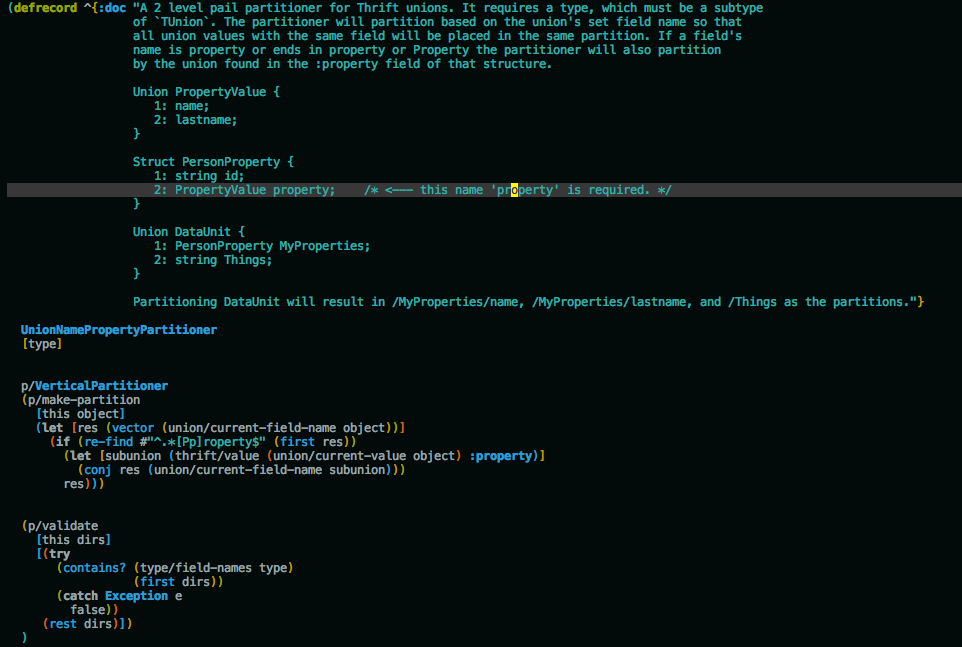 (defrecord ^{:doc "A 2 level pail partitioner for Thrift unions. It requires a type, which must be a subtype
of `TUnion`. The partitioner will partition based on the union's set field name so that
all union values with the same field will be placed in the same partition. If a field's
name is property or ends in property or Property the partitioner will also partition
by the union found in the :property field of that structure.
Union PropertyValue {
1: name;
2: lastname;
}
Struct PersonProperty {
1: string id;
2: PropertyValue property;    /* <--- this name 'property' is required. */
}
Union DataUnit {
1: PersonProperty MyProperties;
2: string Things;
}
Partitioning DataUnit will result in /MyProperties/name, /MyProperties/lastname, and /Things as the partitions."}
UnionNamePropertyPartitioner
[type]
p/VerticalPartitioner
(p/make-partition
[this object]
(let [res (vector (union/current-field-name object))]
(if (re-find #"^.*[Pp]roperty$" (first res))
(let [subunion (thrift/value (union/current-value object) :property)]
(conj res (union/current-field-name subunion)))
res)))
(p/validate
[this dirs]
[(try
(contains? (type/field-names type)
(first dirs))
(catch Exception e
false))
(rest dirs)])
)